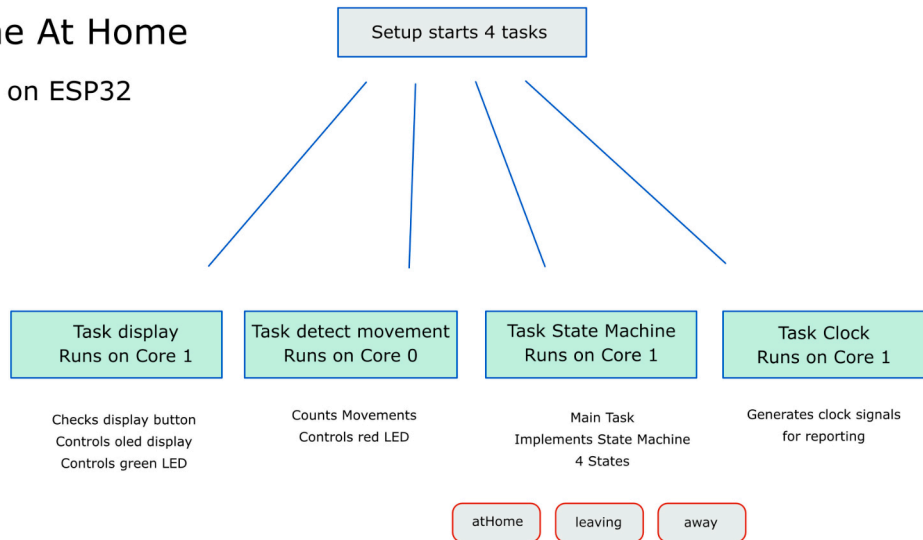 ne At Home
on ESP32
Setup starts 4 tasks
Task display
Runs on Core 1
Task detect movement
Runs on Core 0
Task State Machine
Runs on Core 1
Task Clock
Runs on Core 1
Checks display button
Controls oled display
Controls green LED
Counts Movements
Controls red LED
Main Task
Implements State Machine
4 States
Generates clock signals
for reporting
atHome
leaving
away